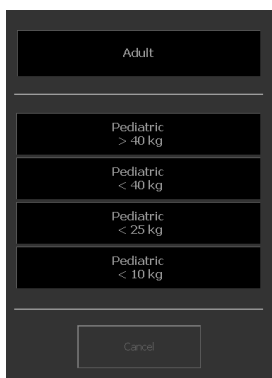 Adult
Pediatric
> 40 kg
Pediatric
< 40 kg
Pediatric
< 25 kg
Pediatric
< 10 kg
Cancel